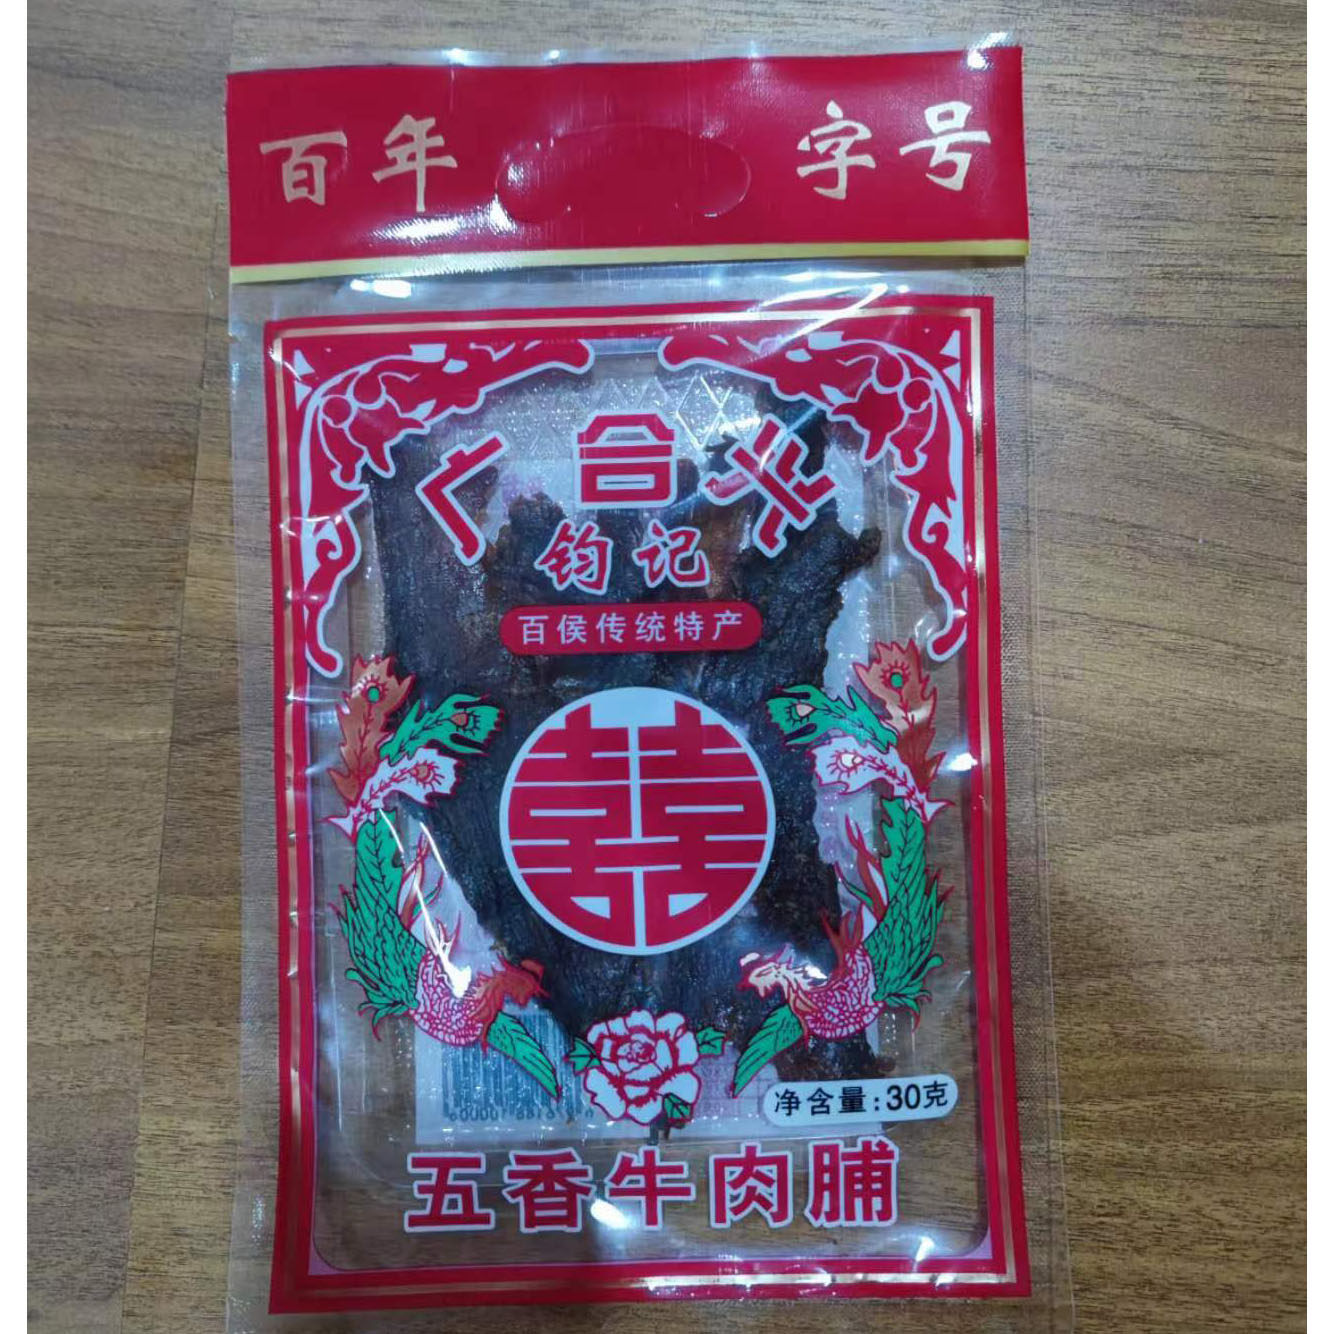 百年 字号
广合
钧记
百侯传统特产
囍
净含量:30克
五香牛肉脯